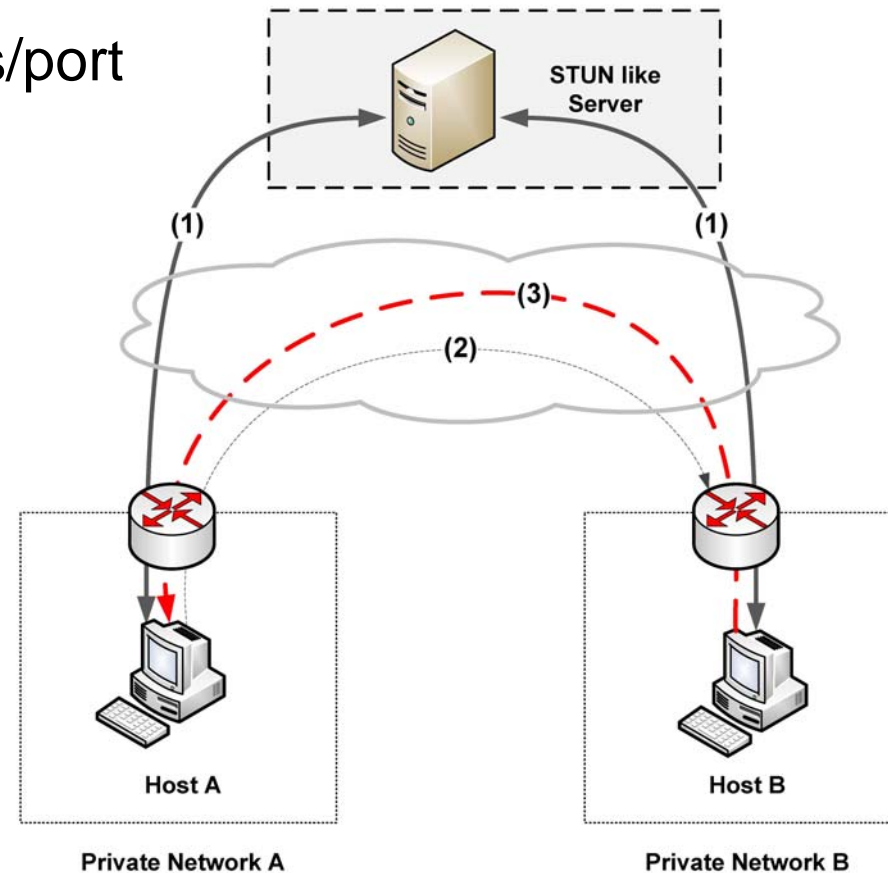 s/port
STUN like
Server
(1)
(1)
(3)
(2)
Host A
Host B
Private Network A
Private Network B